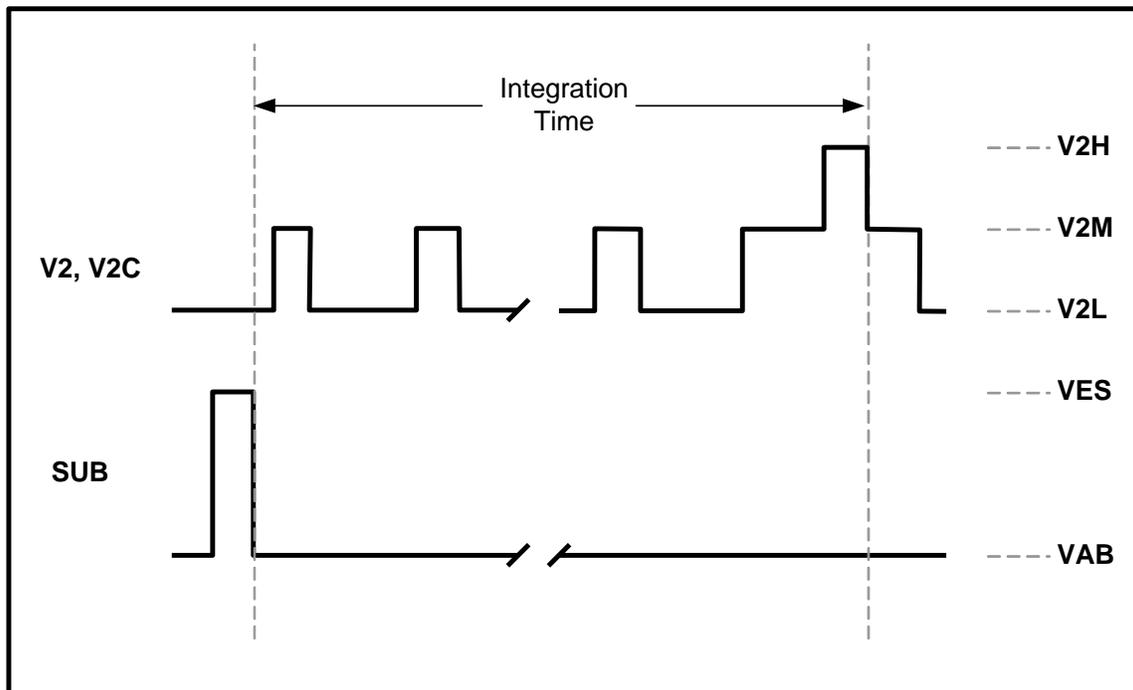 Integration
Time
V2H
V2M
V2, V2C
V2L
VES
SUB
VAB